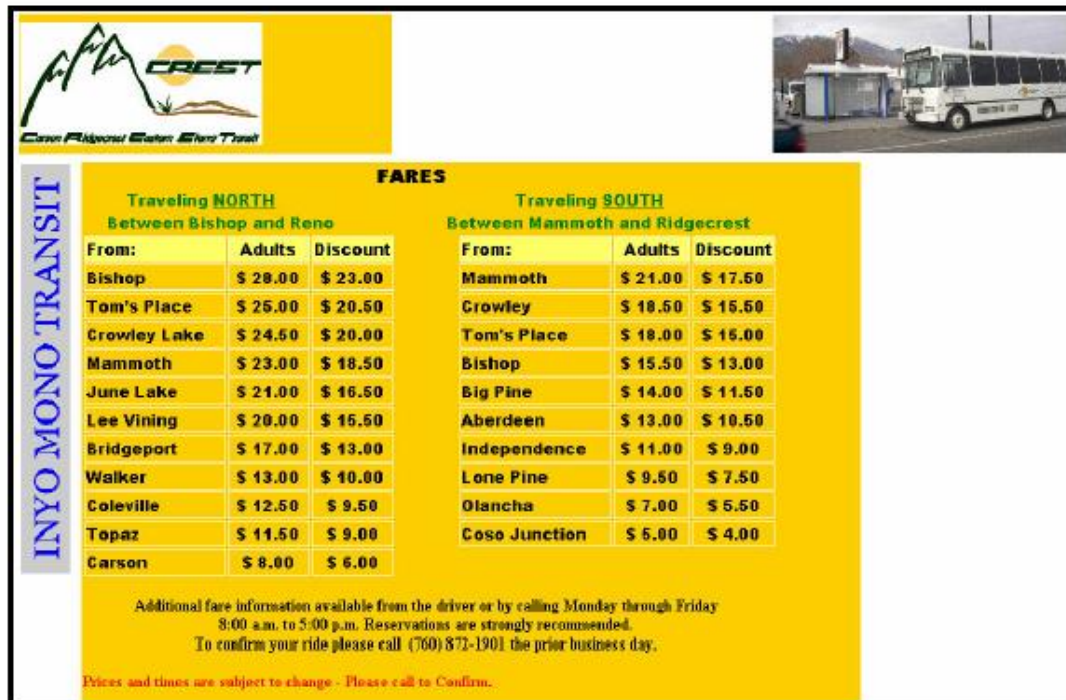 CREST
Carson Ridgecrest Eastern Sierra Transit
INYO MONO TRANSIT
FARES
Traveling NORTH
Between Bishop and Reno
From: Adults Discount
Bishop $ 28.00 $ 23.00
Tom's Place $ 25.00 $ 20.50
Crowley Lake $ 24.50 $ 20.00
Mammoth $ 23.00 $ 18.50
June Lake $ 21.00 $ 16.50
Lee Vining $ 20.00 $ 15.50
Bridgeport $ 17.00 $ 13.00
Walker $ 13.00 $ 10.00
Coleville $ 12.50 $ 9.50
Topaz $ 11.50 $ 9.00
Carson $ 8.00 $ 6.00
Traveling SOUTH
Between Mammoth and Ridgecrest
From: Adults Discount
Mammoth $ 21.00 $ 17.50
Crowley $ 18.50 $ 15.50
Tom's Place $ 18.00 $ 15.00
Bishop $ 15.50 $ 13.00
Big Pine $ 14.00 $ 11.50
Aberdeen $ 13.00 $ 10.50
Independence $ 11.00 $ 9.00
Lone Pine $ 9.50 $ 7.50
Olancha $ 7.00 $ 5.50
Coso Junction $ 5.00 $ 4.00
Additional fare information available from the driver or by calling Monday through Friday
8:00 a.m. to 5:00 p.m. Reservations are strongly recommended.
To confirm your ride please call (760) 872-1901 the prior business day.
Prices and times are subject to change - Please call to Confirm.